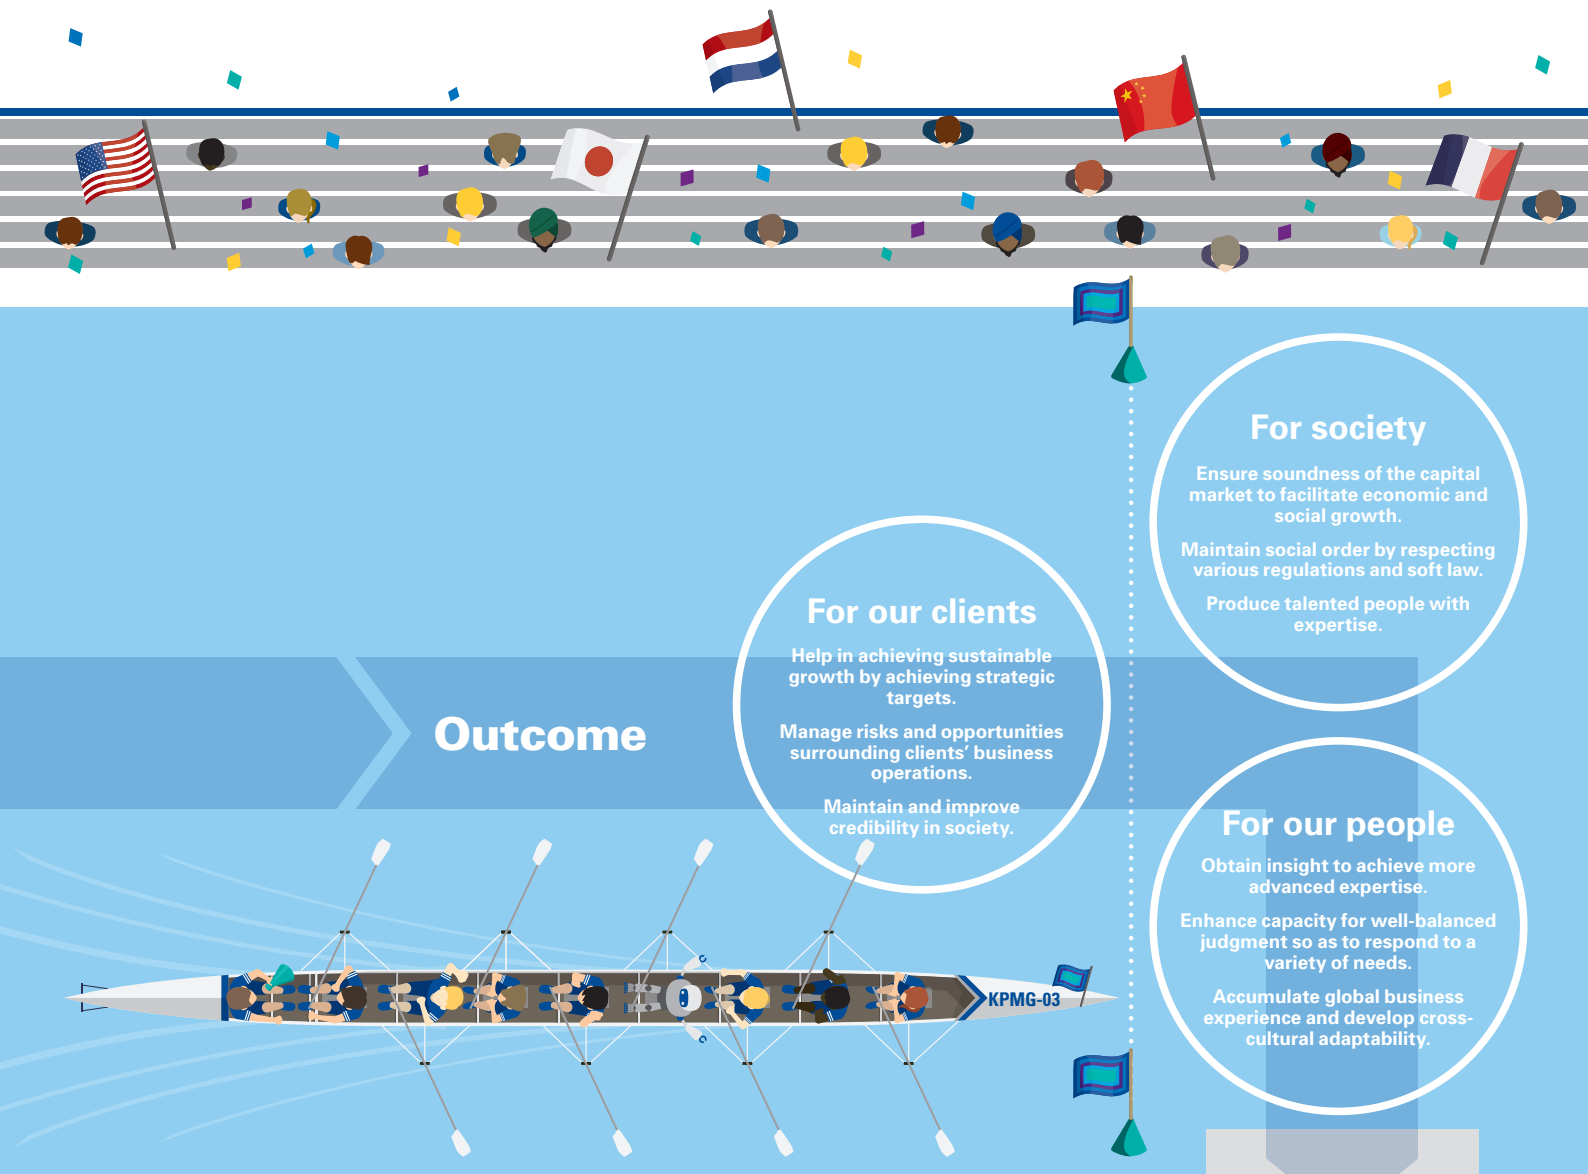 For society
Ensure soundness of the capital
market to facilitate economic and
social growth.
Maintain social order by respecting
various regulations and soft law.
Produce talented people with
expertise.
For our clients
Help in achieving sustainable
growth by achieving strategic
targets.
Manage risks and opportunities
surrounding clients’ business
operations.
Maintain and improve
credibility in society.
Outcome
For our people
Obtain insight to achieve more
advanced expertise.
Enhance capacity for well-balanced
judgment so as to respond to a
variety of needs.
Accumulate global business
experience and develop cross-
cultural adaptability.
KPMG-03